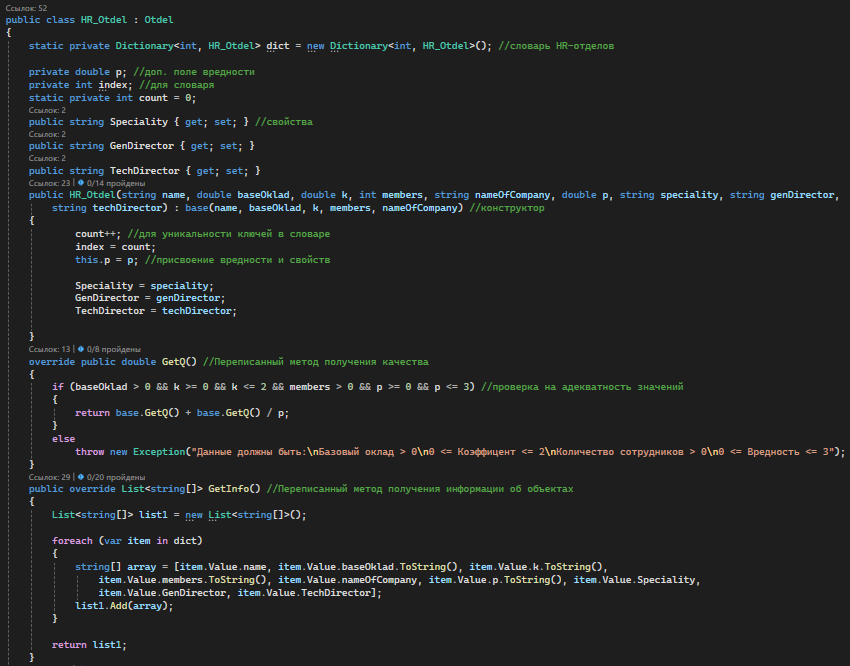 Ссылок: 52
public class HR_Otdel : Otdel
{
static private Dictionary<int, HR_Otdel> dict = new Dictionary<int, HR_Otdel>(); //словарь HR-отделов
private double p; //доп. поле вредности
private int index; //для словаря
static private int count = 0;
Ссылок: 2
public string Speciality { get; set; } //свойства
Ссылок: 2
public string GenDirector { get; set; }
Ссылок: 2
public string TechDirector { get; set; }
Ссылок: 23 | 0/14 пройдены
public HR_Otdel(string name, double baseOklad, double k, int members, string nameOfCompany, double p, string speciality, string genDirector,
string techDirector) : base(name, baseOklad, k, members, nameOfCompany) //конструктор
{
count++; //для уникальности ключей в словаре
index = count;
this.p = p; //присвоение вредности и свойств
Speciality = speciality;
GenDirector = genDirector;
TechDirector = techDirector;
}
Ссылок: 13 | 0/8 пройдены
override public double GetQ() //Переписанный метод получения качества
{
if (baseOklad > 0 && k >= 0 && k <= 2 && members > 0 && p >= 0 && p <= 3) //проверка на адекватность значений
{
return base.GetQ() + base.GetQ() / p;
}
else
throw new Exception("Данные должны быть:\nБазовый оклад > 0\n0 <= Коэффицент <= 2\nКоличество сотрудников > 0\n0 <= Вредность <= 3");
}
Ссылок: 29 | 0/20 пройдены
public override List<string[]> GetInfo() //Переписанный метод получения информации об объектах
{
List<string[]> list1 = new List<string[]>();
foreach (var item in dict)
{
string[] array = [item.Value.name, item.Value.baseOklad.ToString(), item.Value.k.ToString(),
item.Value.members.ToString(), item.Value.nameOfCompany, item.Value.p.ToString(), item.Value.Speciality,
item.Value.GenDirector, item.Value.TechDirector];
list1.Add(array);
}
return list1;
}